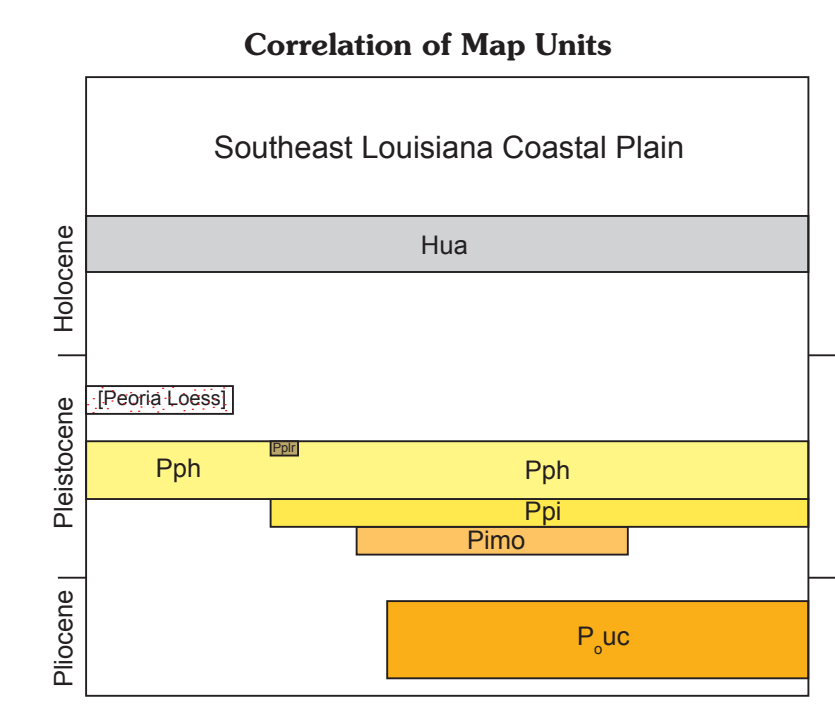 Correlation of Map Units
Southeast Louisiana Coastal Plain
Holocene
Hua
Pleistocene
[Peoria Loess]
Pplr
Pph
Pph
Ppi
Pimo
Pliocene
Pouc